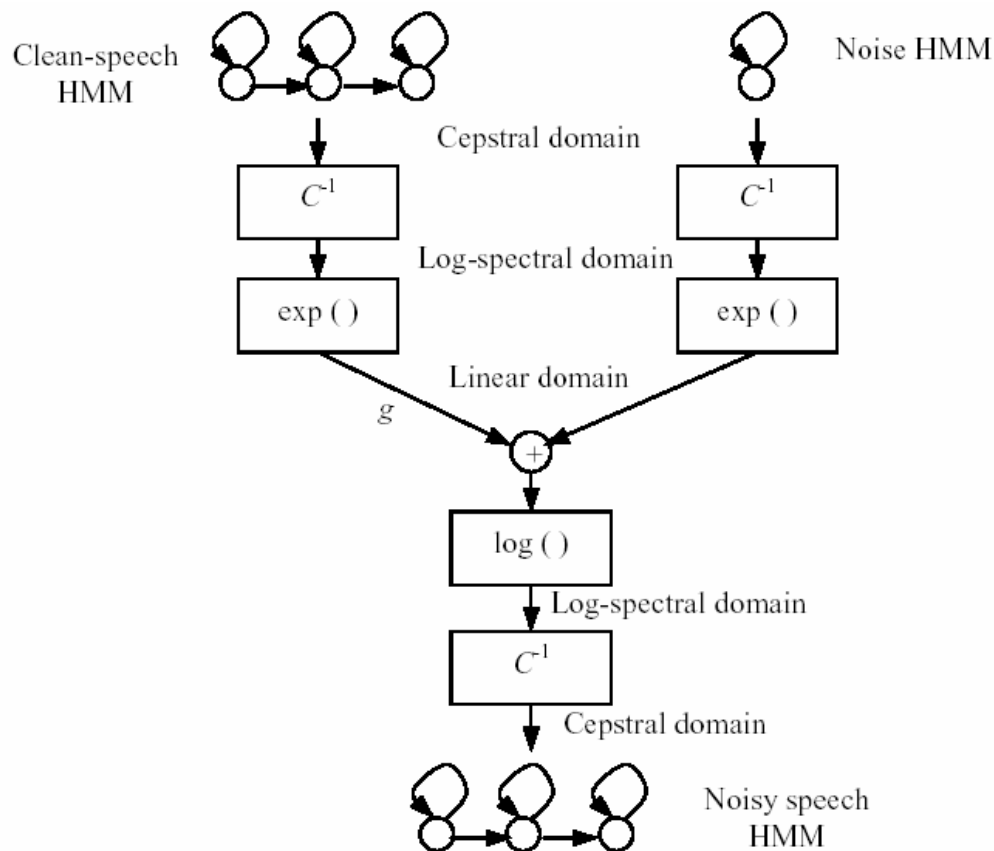 Clean-speech
HMM
Noise HMM
Cepstral domain
C⁻¹
C⁻¹
Log-spectral domain
exp ( )
exp ( )
Linear domain
g
+
log ( )
Log-spectral domain
C⁻¹
Cepstral domain
Noisy speech
HMM